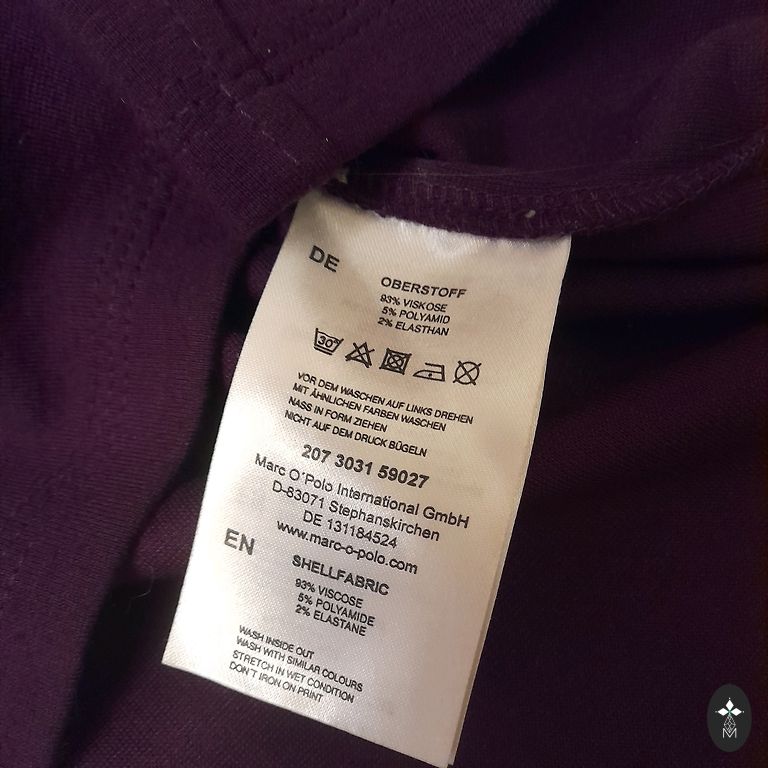 DE
OBERSTOFF
93% VISKOSE
5% POLYAMID
2% ELASTHAN
30°
VOR DEM WASCHEN AUF LINKS DREHEN
MIT ÄHNLICHEN FARBEN WASCHEN
NASS IN FORM ZIEHEN
NICHT AUF DEM DRUCK BÜGELN
207 3031 59027
Marc O'Polo International GmbH
D-83071 Stephanskirchen
DE 131184524
www.marc-o-polo.com
EN
SHELLFABRIC
93% VISCOSE
5% POLYAMIDE
2% ELASTANE
WASH INSIDE OUT
WASH WITH SIMILAR COLOURS
STRETCH IN WET CONDITION
DON'T IRON ON PRINT
M